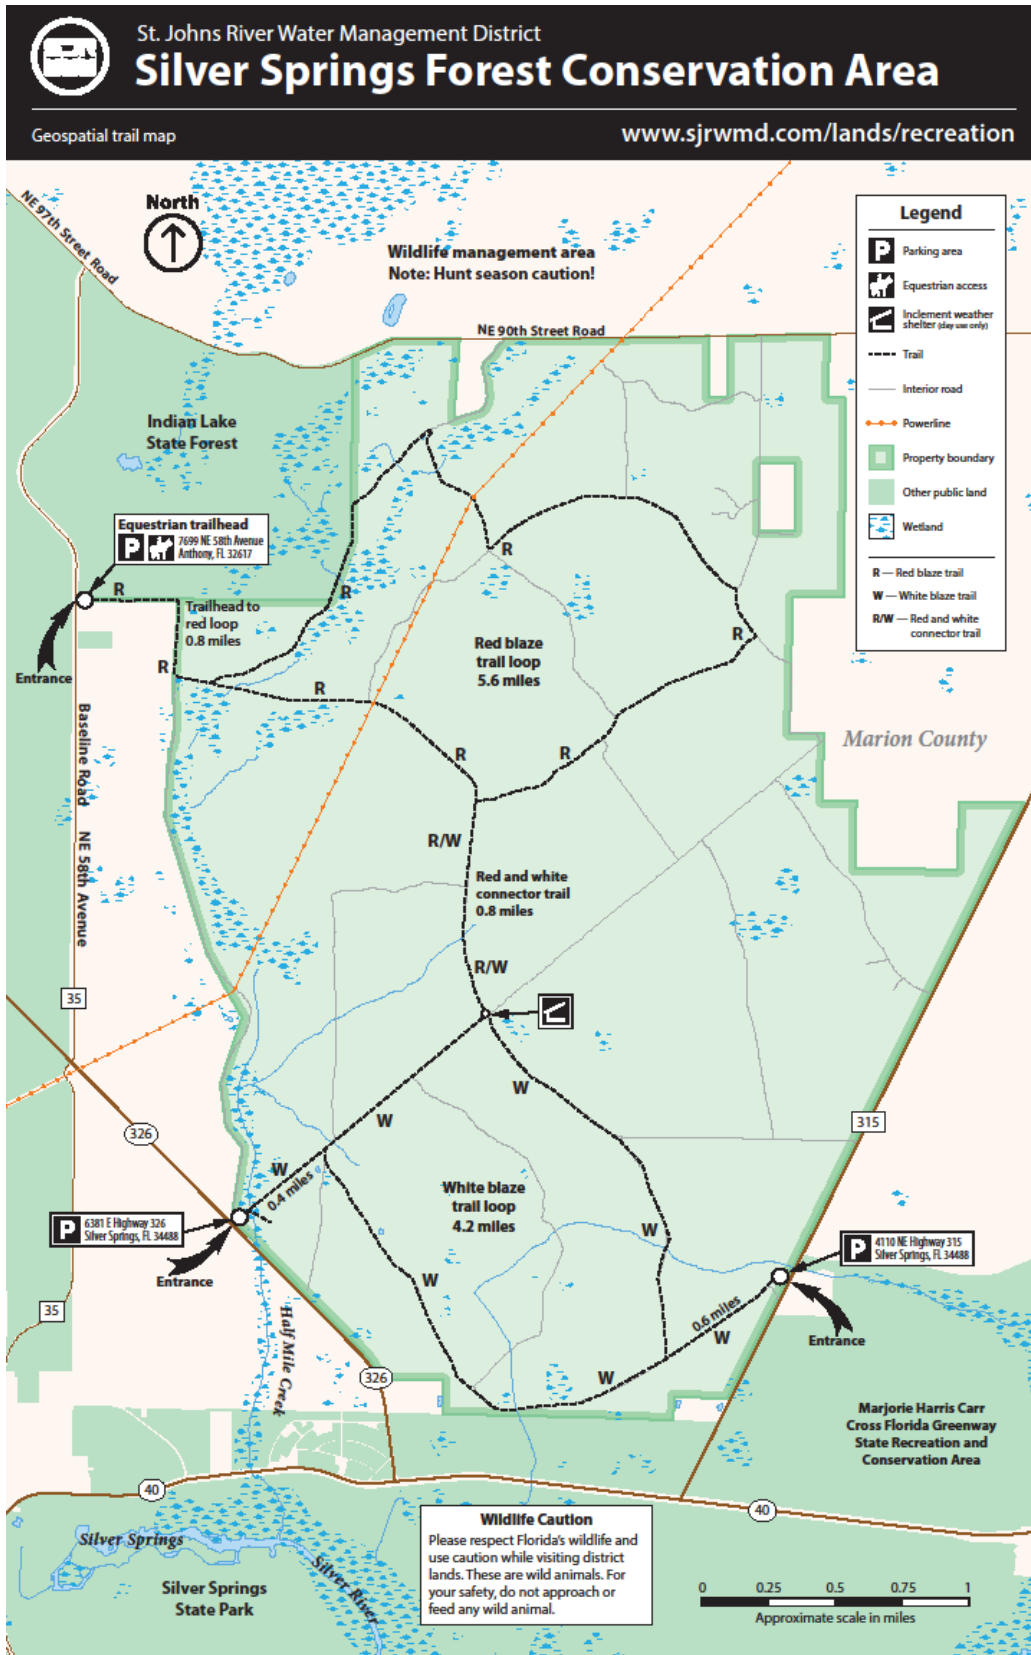 St. Johns River Water Management District
Silver Springs Forest Conservation Area
Geospatial trail map
www.sjrwmd.com/lands/recreation
North
NE 97th Street Road
Wildlife management area
Note: Hunt season caution!
NE 90th Street Road
Legend
Parking area
Equestrian access
Inclement weather
shelter (day use only)
Trail
Interior road
Powerline
Property boundary
Other public land
Wetland
R — Red blaze trail
W — White blaze trail
R/W — Red and white
connector trail
Indian Lake
State Forest
Equestrian trailhead
P
7699 NE 58th Avenue
Anthony, FL 32617
R
R
R
Trailhead to
red loop
0.8 miles
Entrance
Red blaze
trail loop
5.6 miles
R
R
R
Baseline Road
NE 58th Avenue
Marion County
R
R
R/W
Red and white
connector trail
0.8 miles
R/W
35
W
326
315
W
W
0.4 miles
White blaze
trail loop
4.2 miles
P
6381 E Highway 326
Silver Springs, FL 34488
Entrance
W
W
P
4110 NE Highway 315
Silver Springs, FL 34488
Entrance
35
0.6 miles
W
W
Half Mile Creek
326
Marjorie Harris Carr
Cross Florida Greenway
State Recreation and
Conservation Area
40
40
Silver Springs
Silver River
Silver Springs
State Park
Wildlife Caution
Please respect Florida's wildlife and
use caution while visiting district
lands. These are wild animals. For
your safety, do not approach or
feed any wild animal.
0 0.25 0.5 0.75 1
Approximate scale in miles